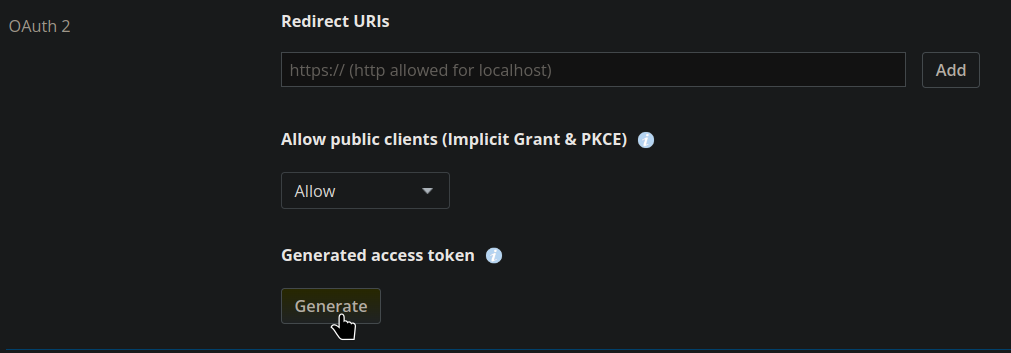 OAuth 2
Redirect URIs
https:// (http allowed for localhost)
Add
Allow public clients (Implicit Grant & PKCE) i
Allow
Generated access token i
Generate